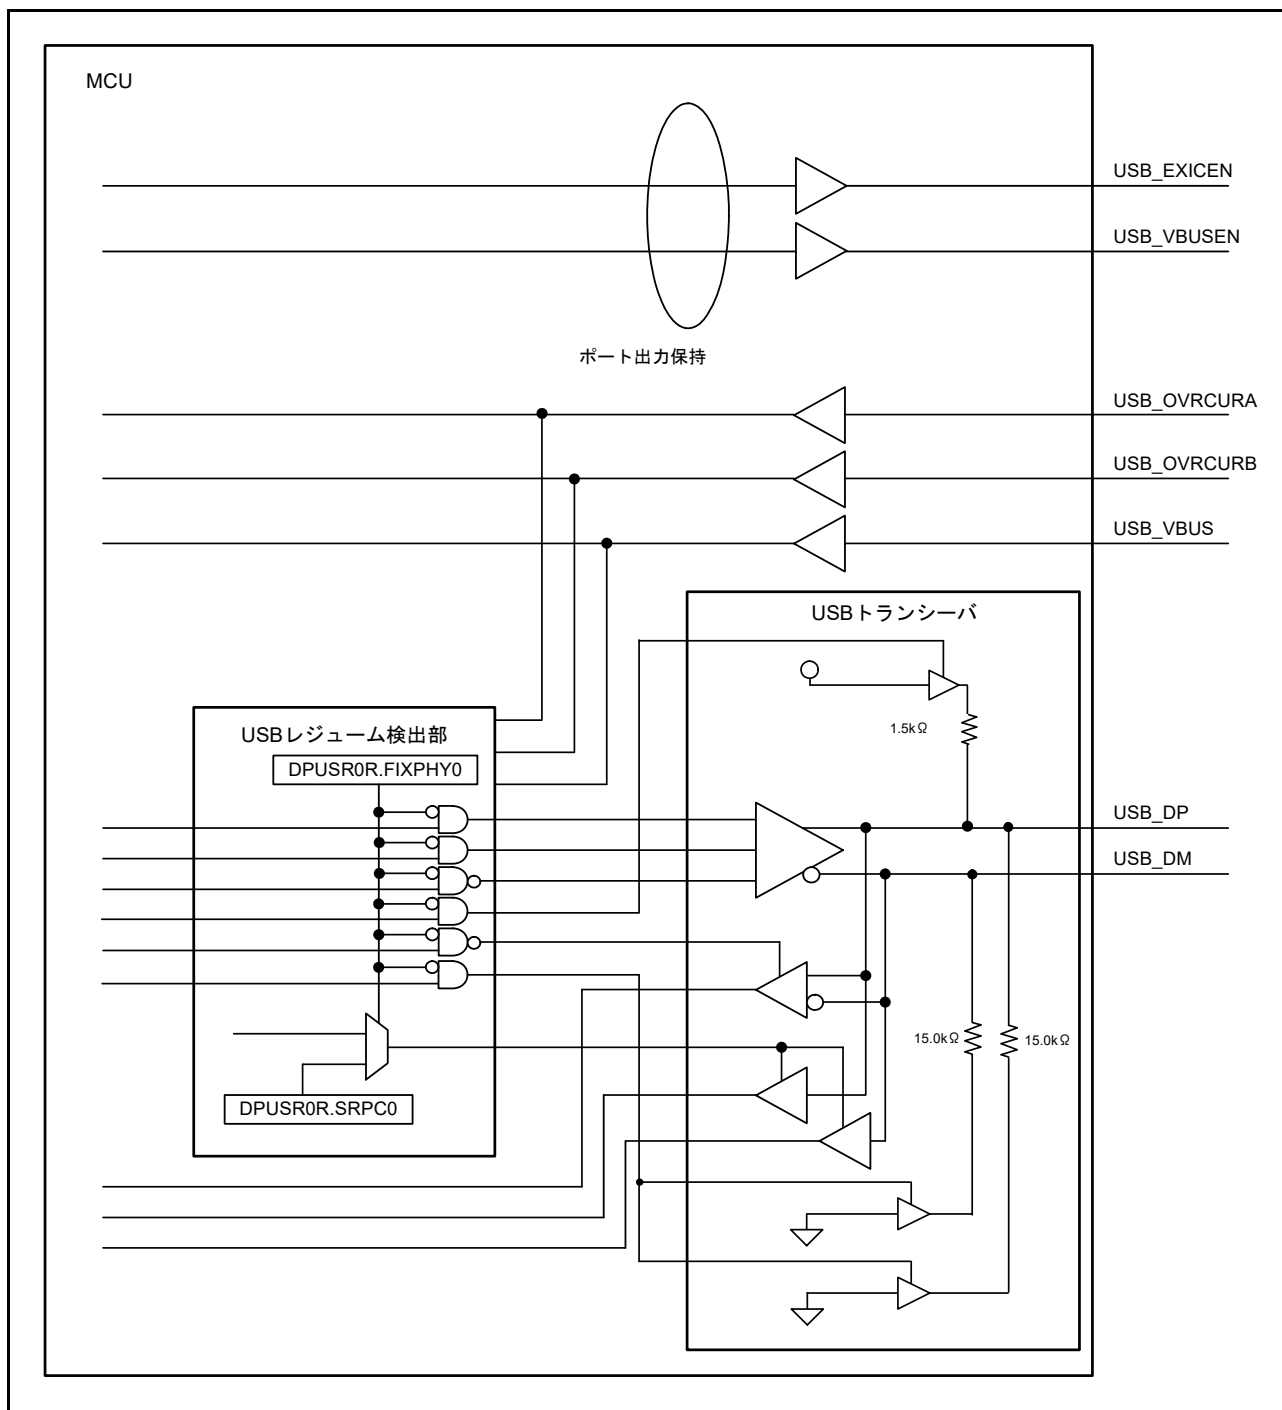 MCU
USB_EXICEN
USB_VBUSEN
ポート出力保持
USB_OVRCURA
USB_OVRCURB
USB_VBUS
USBトランシーバ
1.5kΩ
USBレジューム検出部
DPUSR0R.FIXPHY0
USB_DP
USB_DM
15.0kΩ
15.0kΩ
DPUSR0R.SRPC0